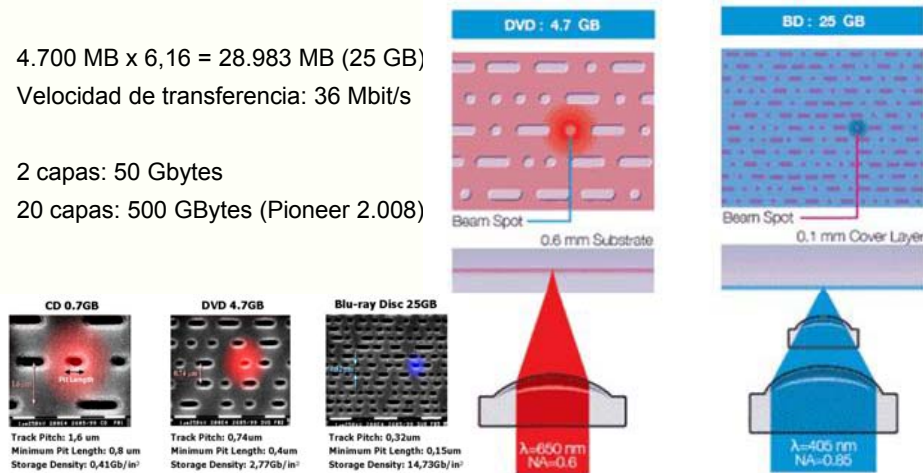 4.700 MB x 6,16 = 28.983 MB (25 GB)
Velocidad de transferencia: 36 Mbit/s
2 capas: 50 Gbytes
20 capas: 500 GBytes (Pioneer 2.008)
DVD : 4.7 GB
Beam Spot
0.6 mm Substrate
λ=650 nm
NA=0.6
BD : 25 GB
Beam Spot
0.1 mm Cover Layer
λ=405 nm
NA=0.85
CD 0.7GB
Pit Length
Track Pitch: 1,6 um
Minimum Pit Length: 0,8 um
Storage Density: 0,41Gb/in²
DVD 4.7GB
Track Pitch: 0,74um
Minimum Pit Length: 0,4um
Storage Density: 2,77Gb/in²
Blu-ray Disc 25GB
Track Pitch: 0,32um
Minimum Pit Length: 0,15um
Storage Density: 14,73Gb/in²